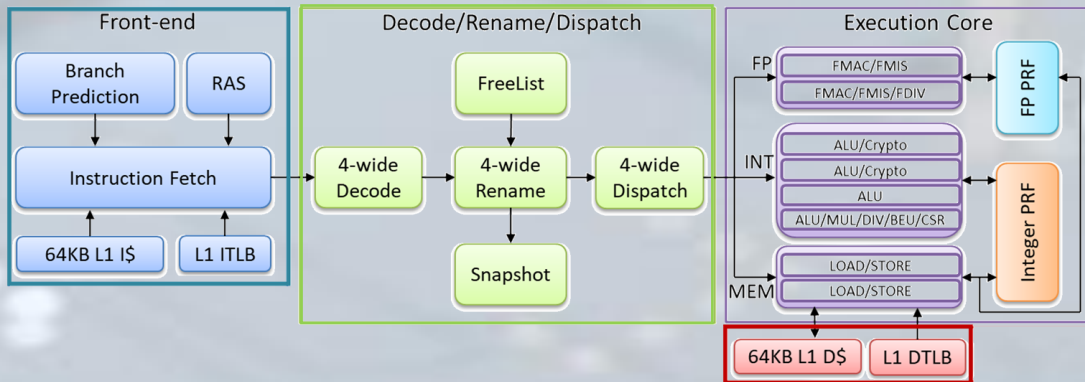 Front-end
Branch
Prediction
RAS
Instruction Fetch
64KB L1 I$
L1 ITLB
Decode/Rename/Dispatch
FreeList
4-wide
Decode
4-wide
Rename
4-wide
Dispatch
Snapshot
Execution Core
FP
FMAC/FMIS
FMAC/FMIS/FDIV
FP PRF
INT
ALU/Crypto
ALU/Crypto
ALU
ALU/MUL/DIV/BEU/CSR
Integer PRF
MEM
LOAD/STORE
LOAD/STORE
64KB L1 D$
L1 DTLB